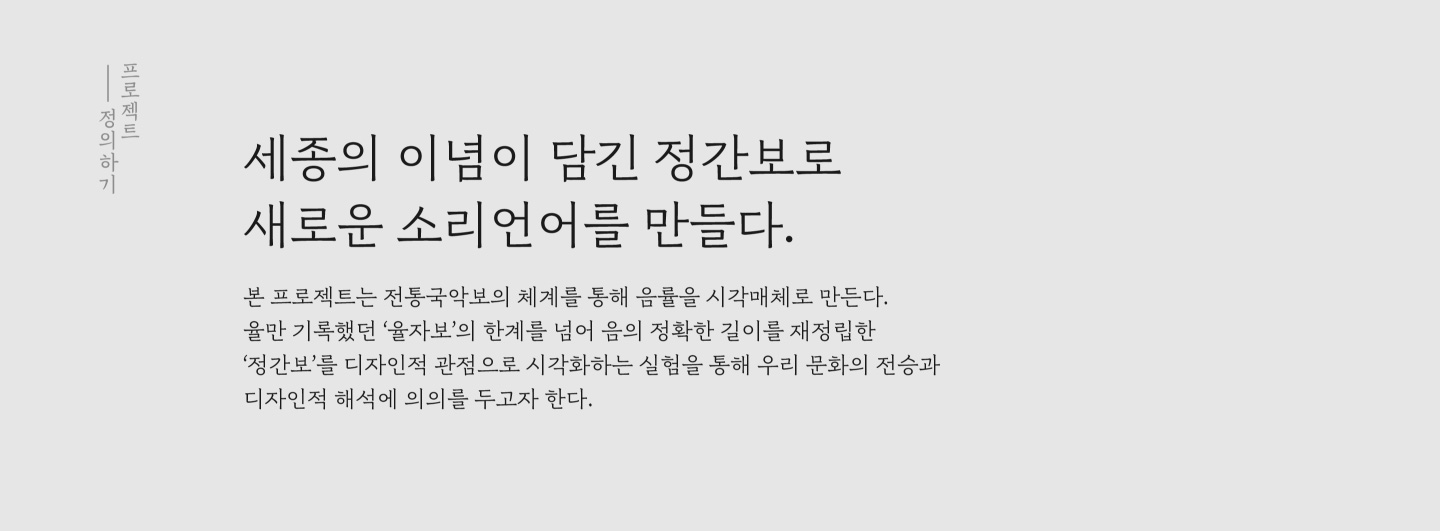 프로젝트
정의하기
세종의 이념이 담긴 정간보로
새로운 소리언어를 만들다.
본 프로젝트는 전통국악보의 체계를 통해 음률을 시각매체로 만든다.
율만 기록했던 ‘율자보’의 한계를 넘어 음의 정확한 길이를 재정립한
‘정간보’를 디자인적 관점으로 시각화하는 실험을 통해 우리 문화의 전승과
디자인적 해석에 의의를 두고자 한다.